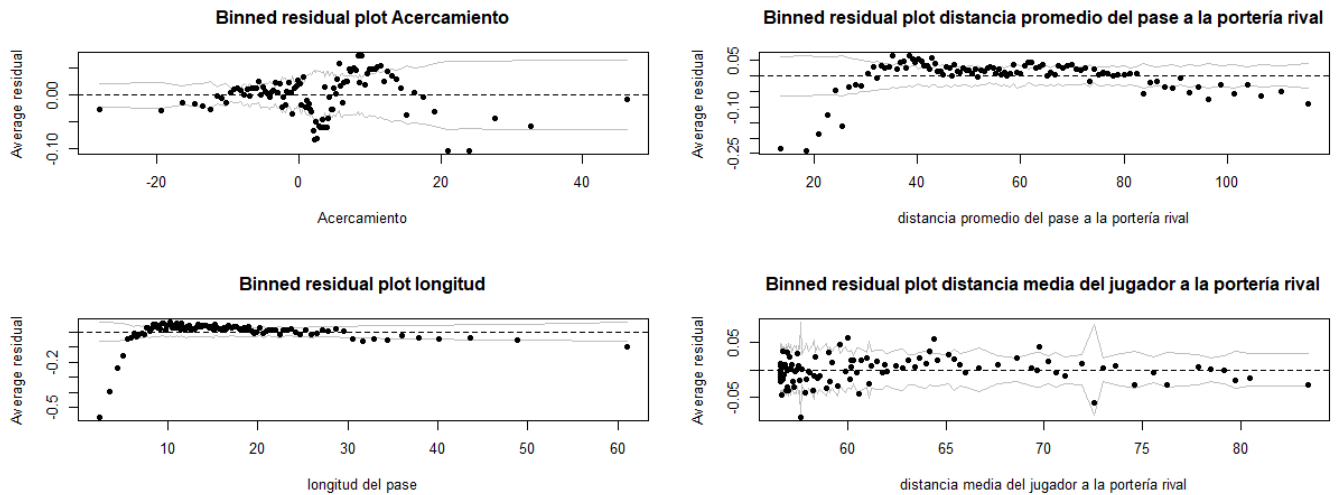 Binned residual plot Acercamiento
Average residual
0.00
-0.10
-20
0
20
40
Acercamiento
Binned residual plot distancia promedio del pase a la portería rival
Average residual
0.05
-0.10
-0.25
20
40
60
80
100
distancia promedio del pase a la portería rival
Binned residual plot longitud
Average residual
-0.2
-0.5
10
20
30
40
50
60
longitud del pase
Binned residual plot distancia media del jugador a la portería rival
Average residual
0.05
-0.05
60
65
70
75
80
distancia media del jugador a la portería rival